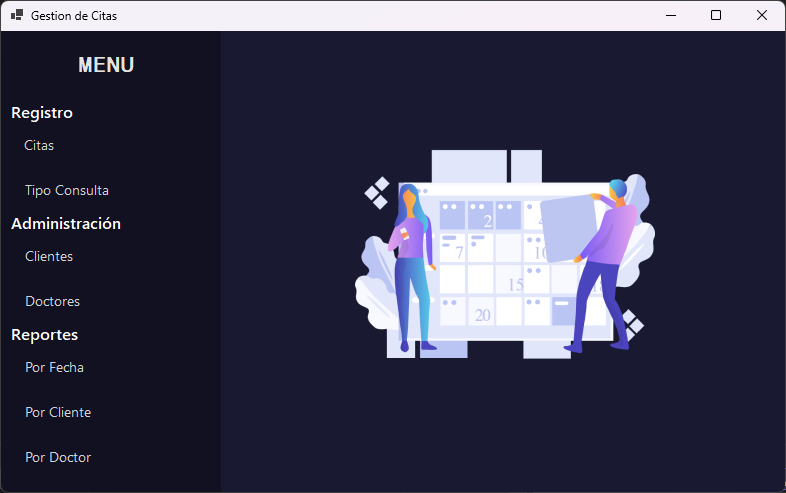 Gestion de Citas
MENU
Registro
Citas
Tipo Consulta
Administración
Clientes
Doctores
Reportes
Por Fecha
Por Cliente
Por Doctor
2
7
10
15
20